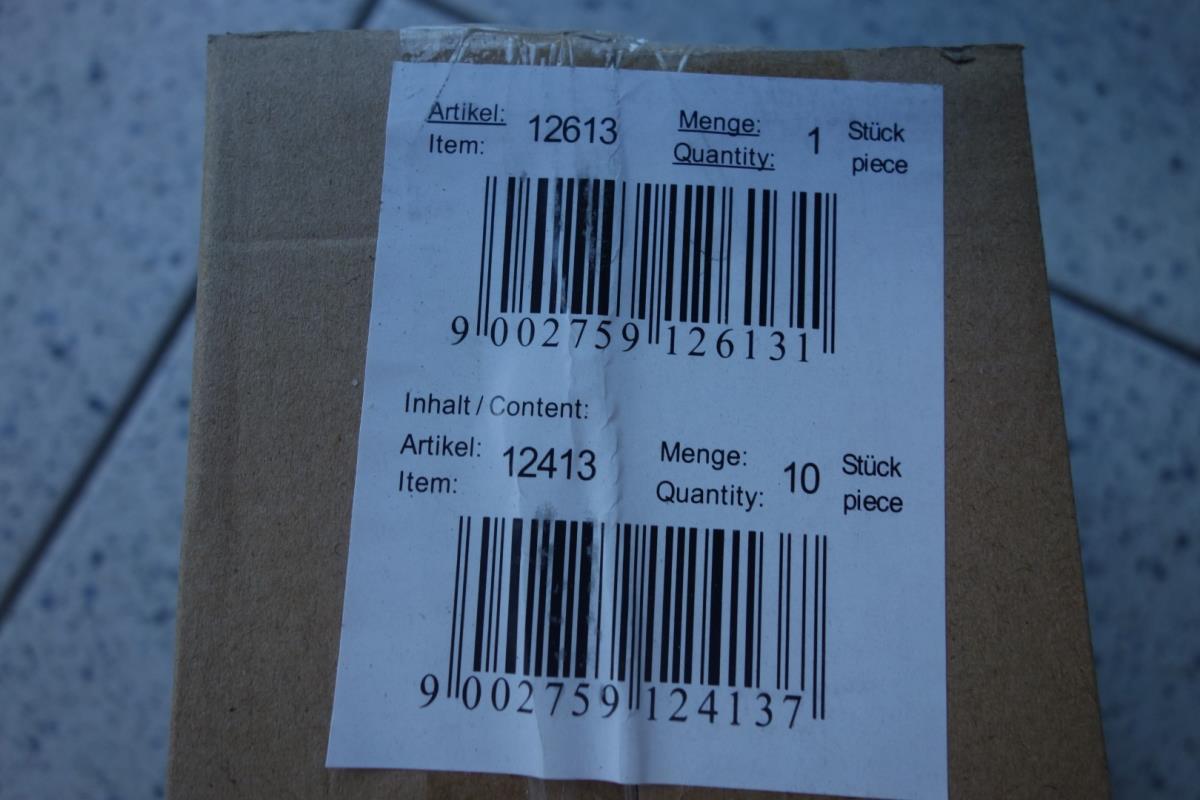 Artikel: 12613 Menge: 1 Stück
Item: Quantity: piece
9 002759 126131
Inhalt / Content:
Artikel: 12413 Menge: 10 Stück
Item: Quantity: piece
9 002759 124137